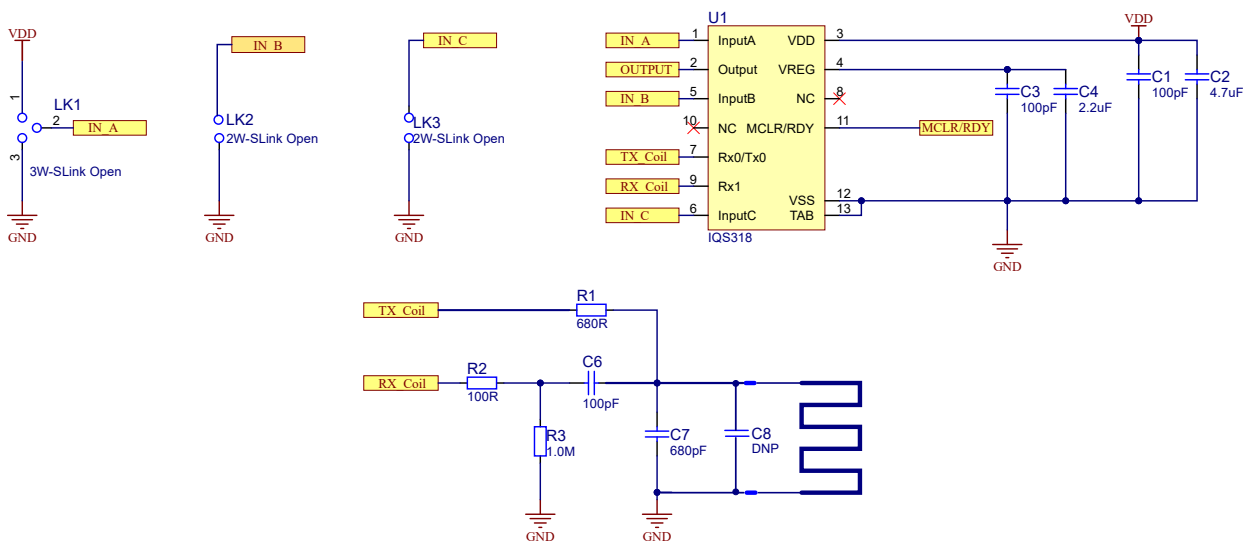 VDD
1
LK1
2
IN_A
3
3W-SLink Open
GND
IN_B
LK2
2W-SLink Open
GND
IN_C
LK3
2W-SLink Open
GND
U1
IN_A
1
InputA
VDD
3
OUTPUT
2
Output
VREG
4
IN_B
5
InputB
NC
8
10
NC
MCLR/RDY
11
MCLR/RDY
TX_Coil
7
Rx0/Tx0
RX_Coil
9
Rx1
VSS
12
IN_C
6
InputC
TAB
13
IQS318
VDD
C1
100pF
C2
4.7uF
C3
100pF
C4
2.2uF
GND
TX_Coil
R1
680R
RX_Coil
R2
100R
C6
100pF
R3
1.0M
C7
680pF
C8
DNP
GND
GND